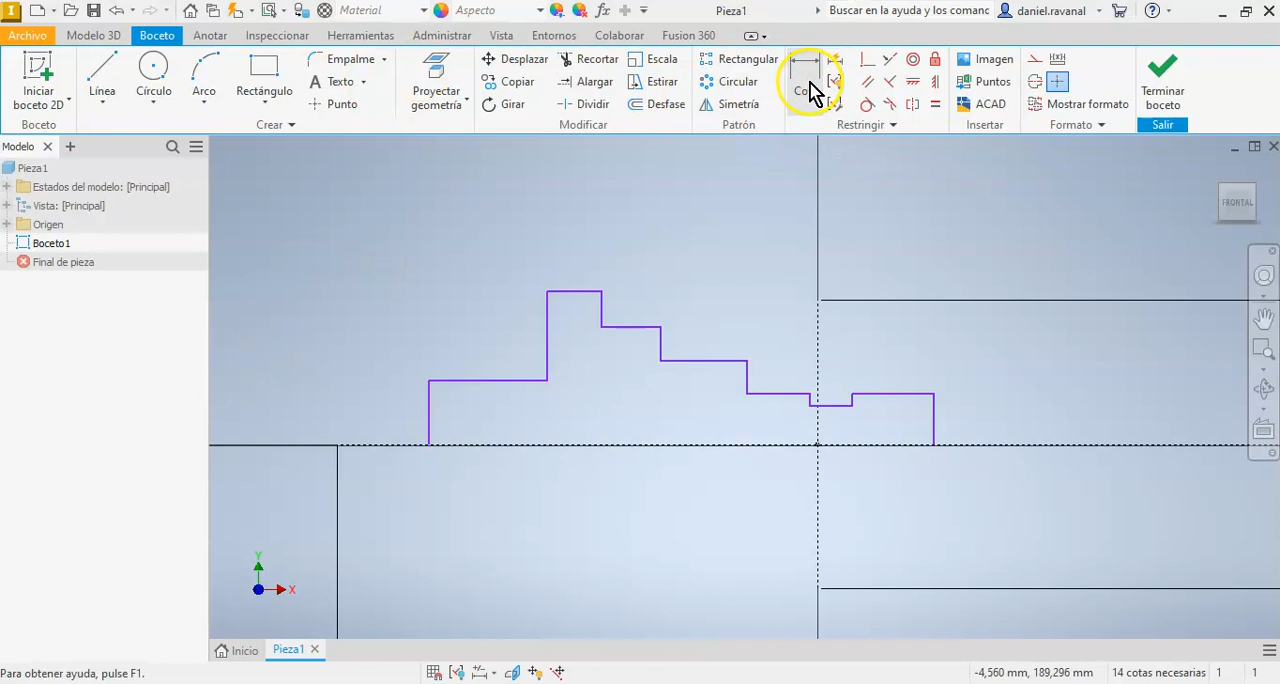 Material
Aspecto
Pieza1
Buscar en la ayuda y los comanc
daniel.ravanal
Archivo
Modelo 3D
Boceto
Anotar
Inspeccionar
Herramientas
Administrar
Vista
Entornos
Colaborar
Fusion 360
Iniciar
boceto 2D
Línea
Círculo
Arco
Rectángulo
Empalme
Texto
Punto
Proyectar
geometría
Desplazar
Copiar
Girar
Recortar
Alargar
Dividir
Escala
Estirar
Desfase
Rectangular
Circular
Simetría
Imagen
Puntos
ACAD
Mostrar formato
Terminar
boceto
Boceto
Crear
Modificar
Patrón
Restringir
Insertar
Formato
Salir
Modelo
Pieza1
Estados del modelo: [Principal]
Vista: [Principal]
Origen
Boceto1
Final de pieza
FRONTAL
Y
X
Inicio
Pieza1
Para obtener ayuda, pulse F1.
-4,560 mm, 189,296 mm
14 cotas necesarias
1
1